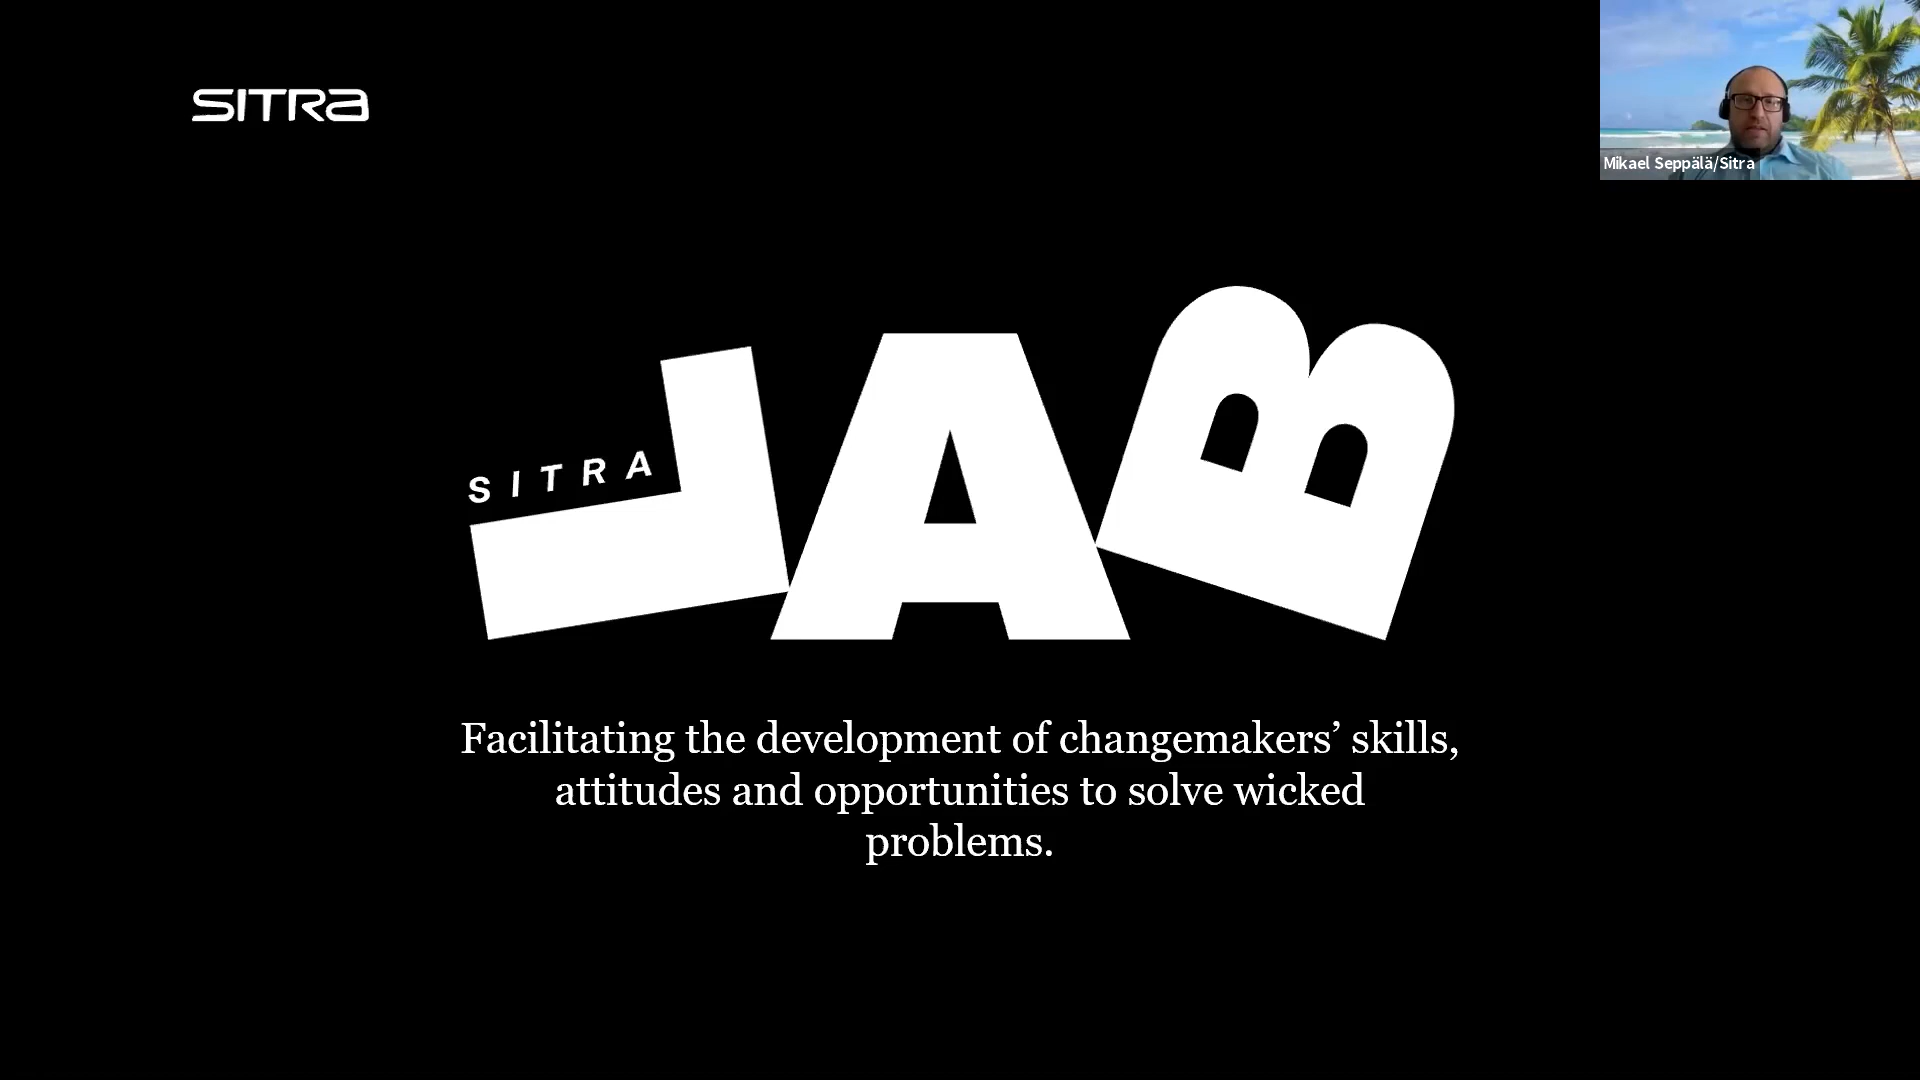 SITRA
Mikael Seppälä/Sitra
SITRA
LAB
Facilitating the development of changemakers’ skills,
attitudes and opportunities to solve wicked
problems.